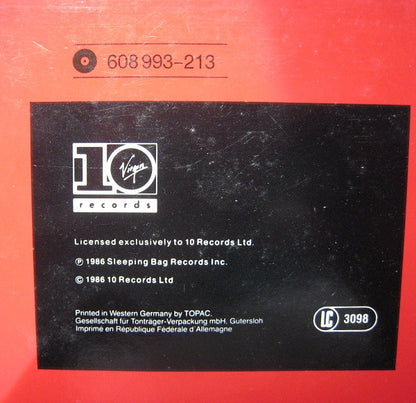 608 993-213
10
Virgin
records
Licensed exclusively to 10 Records Ltd.
℗ 1986 Sleeping Bag Records Inc.
© 1986 10 Records Ltd
Printed in Western Germany by TOPAC.
Gesellschaft für Tonträger-Verpackung mbH. Gutersloh
Imprimé en République Fédérale d'Allemagne
LC 3098